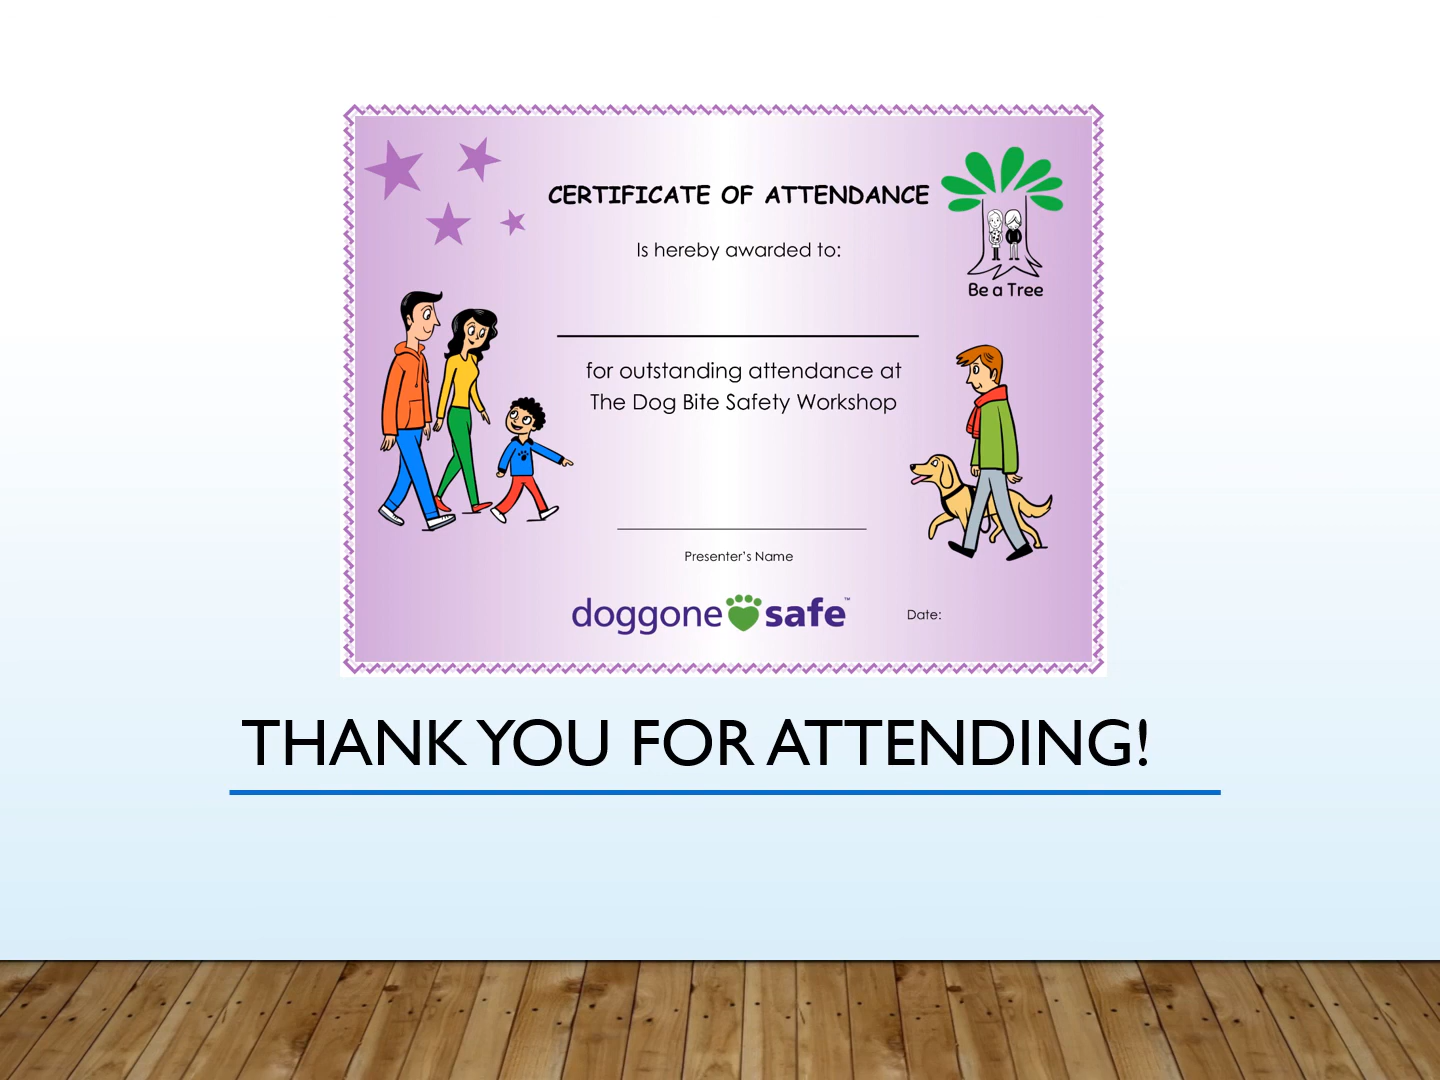 CERTIFICATE OF ATTENDANCE
Is hereby awarded to:
Be a Tree
for outstanding attendance at
The Dog Bite Safety Workshop
Presenter's Name
doggone safe™
Date:
THANK YOU FOR ATTENDING!